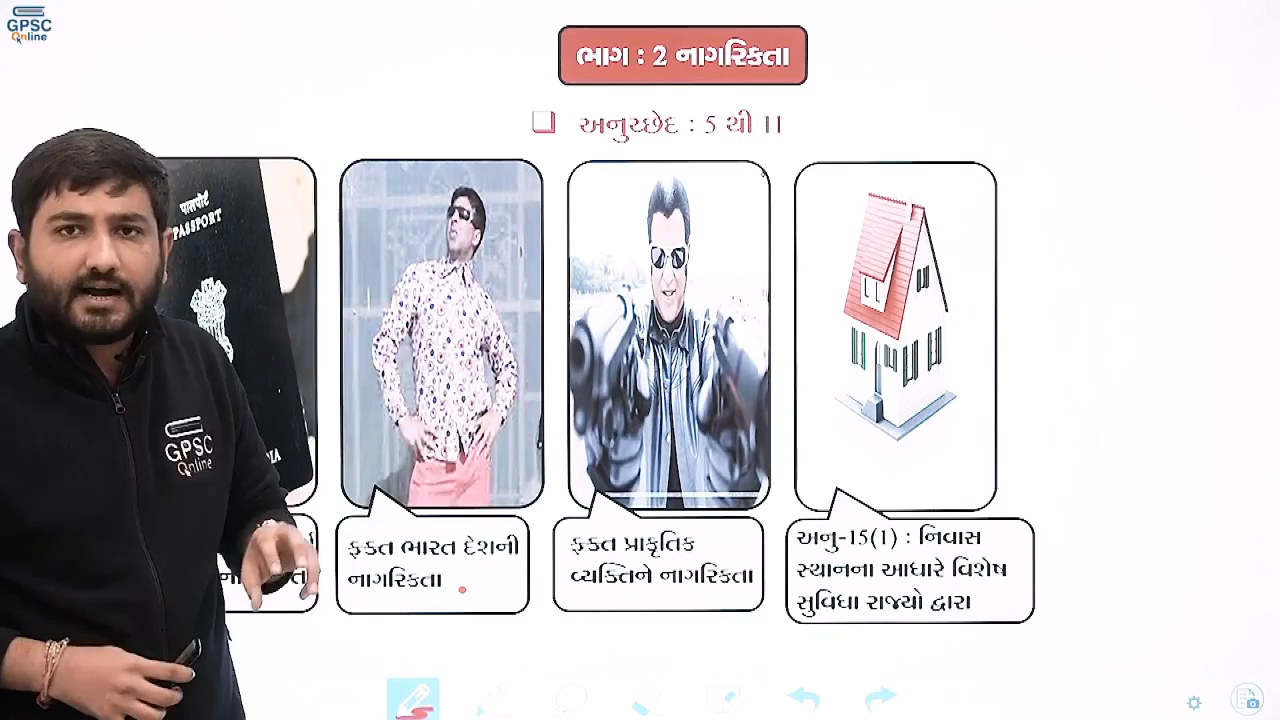 GPSC
Online
ભાગ : 2 નાગરિકતા
અનુચ્છેદ : 5 થી 11
पासपोर्ट
PASSPORT
GPSC
Online
ફક્ત ભારત દેશની
નાગરિકતા
ફક્ત પ્રાકૃતિક
વ્યક્તિને નાગરિકતા
અનુ-15(1) : નિવાસ
સ્થાનના આધારે વિશેષ
સુવિધા રાજ્યો દ્વારા